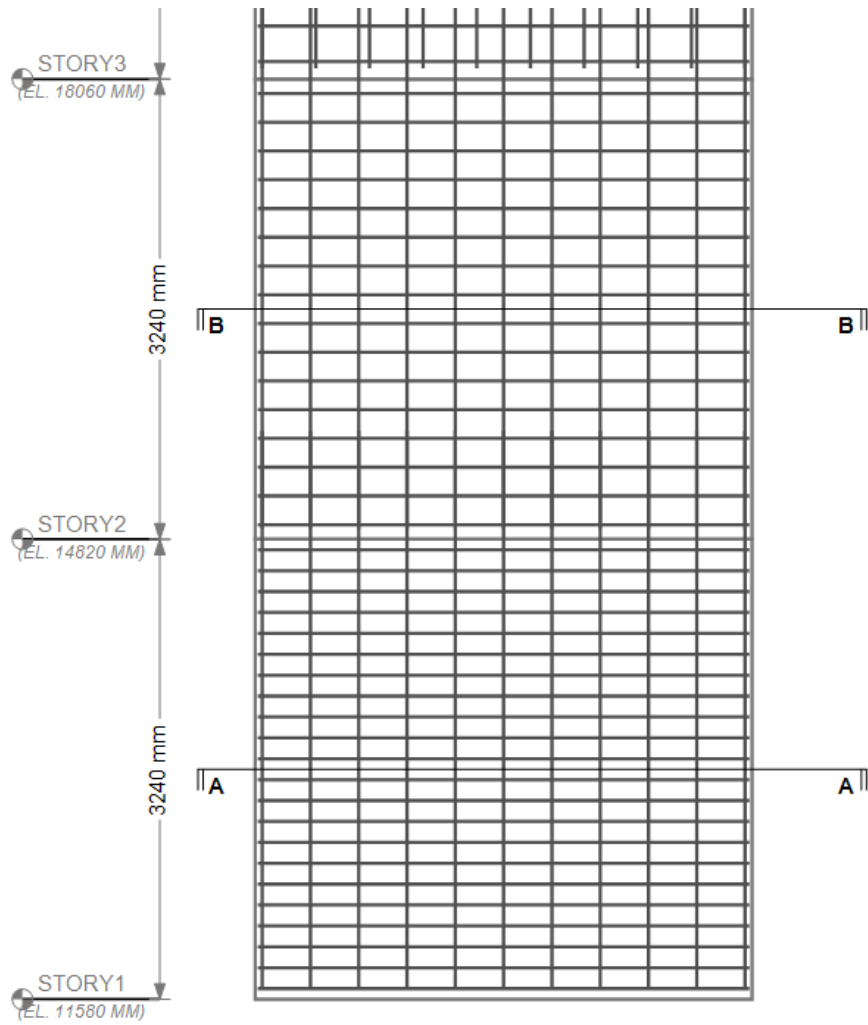 STORY3
(EL. 18060 MM)
3240 mm
B B
STORY2
(EL. 14820 MM)
3240 mm
A A
STORY1
(EL. 11580 MM)